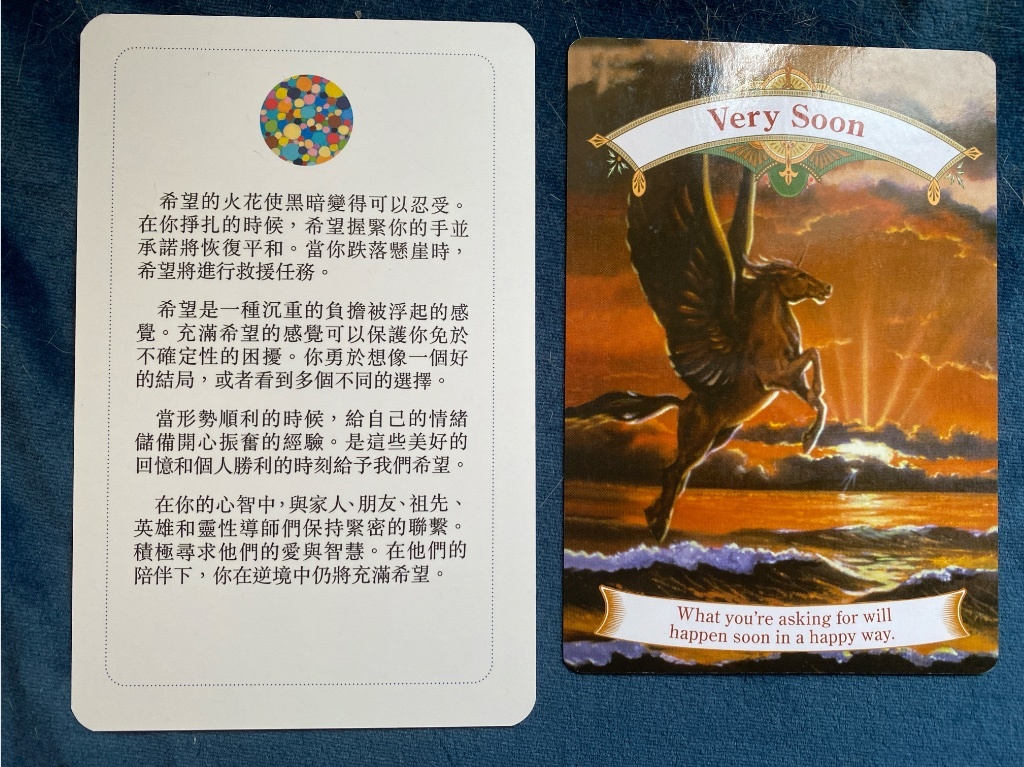 希望的火花使黑暗變得可以忍受。
在你掙扎的時候，希望握緊你的手並
承諾將恢復平和。當你跌落懸崖時，
希望將進行救援任務。
希望是一種沉重的負擔被浮起的感
覺。充滿希望的感覺可以保護你免於
不確定性的困擾。你勇於想像一個好
的結局，或者看到多個不同的選擇。
當形勢順利的時候，給自己的情緒
儲備開心振奮的經驗。是這些美好的
回憶和個人勝利的時刻給予我們希望。
在你的心智中，與家人、朋友、祖先、
英雄和靈性導師們保持緊密的聯繫。
積極尋求他們的愛與智慧。在他們的
陪伴下，你在逆境中仍將充滿希望。
Very Soon
What you're asking for will
happen soon in a happy way.